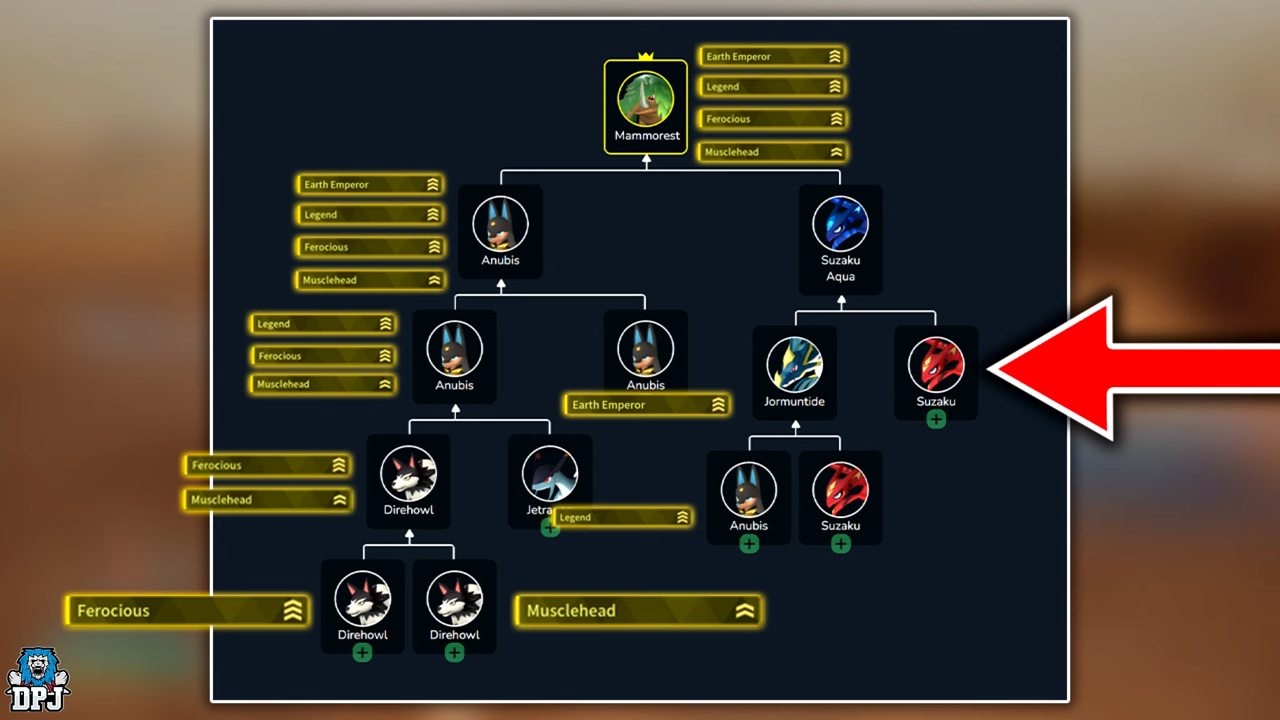 Earth Emperor
Legend
Ferocious
Musclehead
Mammorest
Earth Emperor
Legend
Ferocious
Musclehead
Anubis
Suzaku
Aqua
Legend
Ferocious
Musclehead
Anubis
Anubis
Earth Emperor
Jormuntide
Suzaku
Ferocious
Musclehead
Direhowl
Legend
Anubis
Suzaku
Ferocious
Direhowl
Direhowl
Musclehead
DPJ